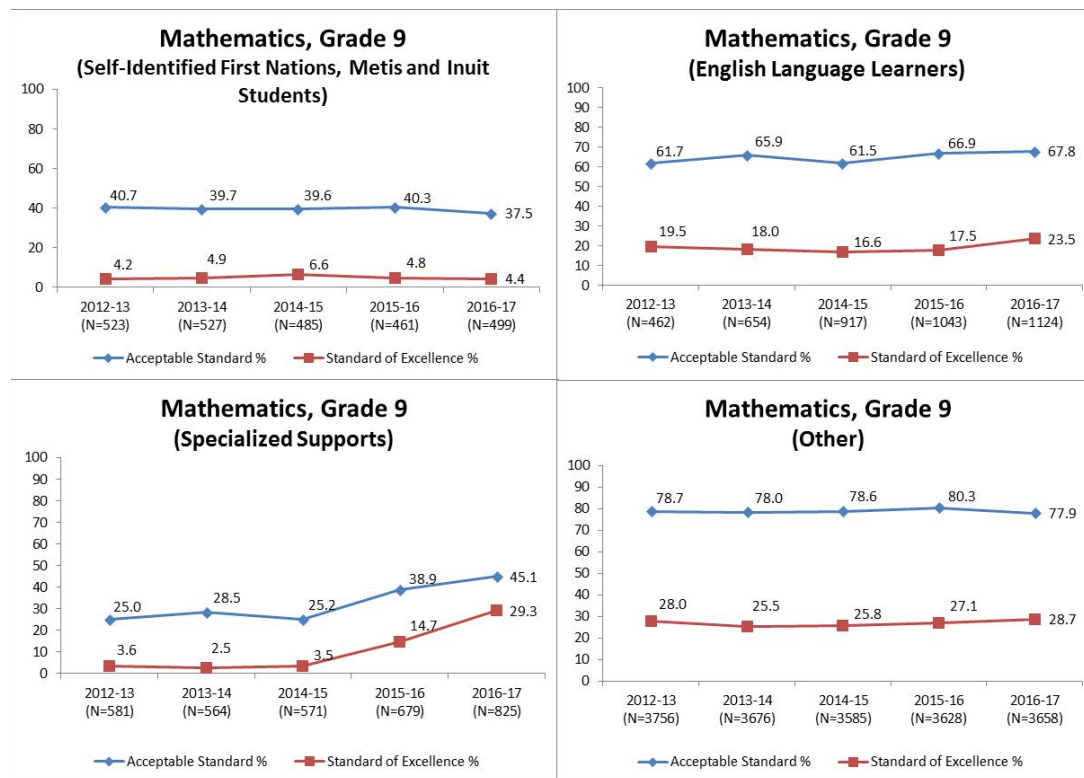 Mathematics, Grade 9
(Self-Identified First Nations, Metis and Inuit
Students)
100
80
60
40
20
0
40.7 39.7 39.6 40.3 37.5
4.2 4.9 6.6 4.8 4.4
2012-13 2013-14 2014-15 2015-16 2016-17
(N=523) (N=527) (N=485) (N=461) (N=499)
Acceptable Standard % Standard of Excellence %
Mathematics, Grade 9
(English Language Learners)
100
90
80
70
60
50
40
30
20
10
0
61.7 65.9 61.5 66.9 67.8
19.5 18.0 16.6 17.5 23.5
2012-13 2013-14 2014-15 2015-16 2016-17
(N=462) (N=654) (N=917) (N=1043) (N=1124)
Acceptable Standard % Standard of Excellence %
Mathematics, Grade 9
(Specialized Supports)
100
90
80
70
60
50
40
30
20
10
0
25.0 28.5 25.2 38.9 45.1
3.6 2.5 3.5 14.7 29.3
2012-13 2013-14 2014-15 2015-16 2016-17
(N=581) (N=564) (N=571) (N=679) (N=825)
Acceptable Standard % Standard of Excellence %
Mathematics, Grade 9
(Other)
100
90
80
70
60
50
40
30
20
10
0
78.7 78.0 78.6 80.3 77.9
28.0 25.5 25.8 27.1 28.7
2012-13 2013-14 2014-15 2015-16 2016-17
(N=3756) (N=3676) (N=3585) (N=3628) (N=3658)
Acceptable Standard % Standard of Excellence %